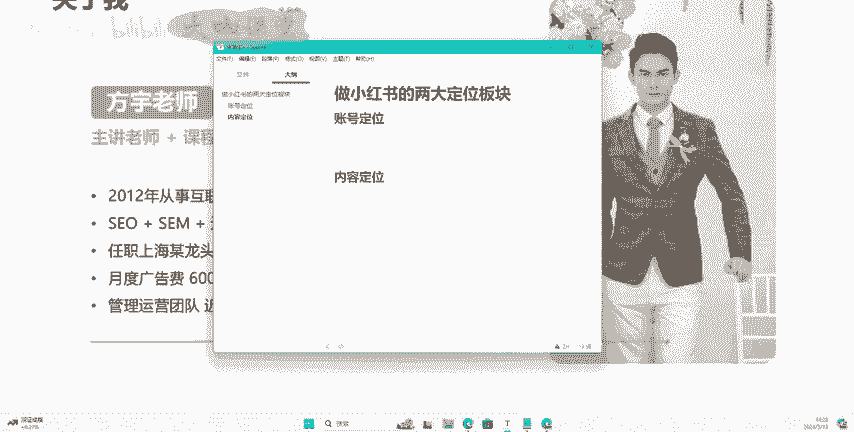 关于我
方宇老师
主讲老师 + 课程
2012年从事互联
SEO + SEM +
任职上海某龙头
月度广告费 600
管理运营团队 近
文件(F) 编辑(E) 段落(P) 格式(O) 视图(V) 主题(T) 帮助(H)
文件 大纲
做小红书的两大定位板块
账号定位
内容定位
做小红书的两大定位板块
账号定位
内容定位
搜索